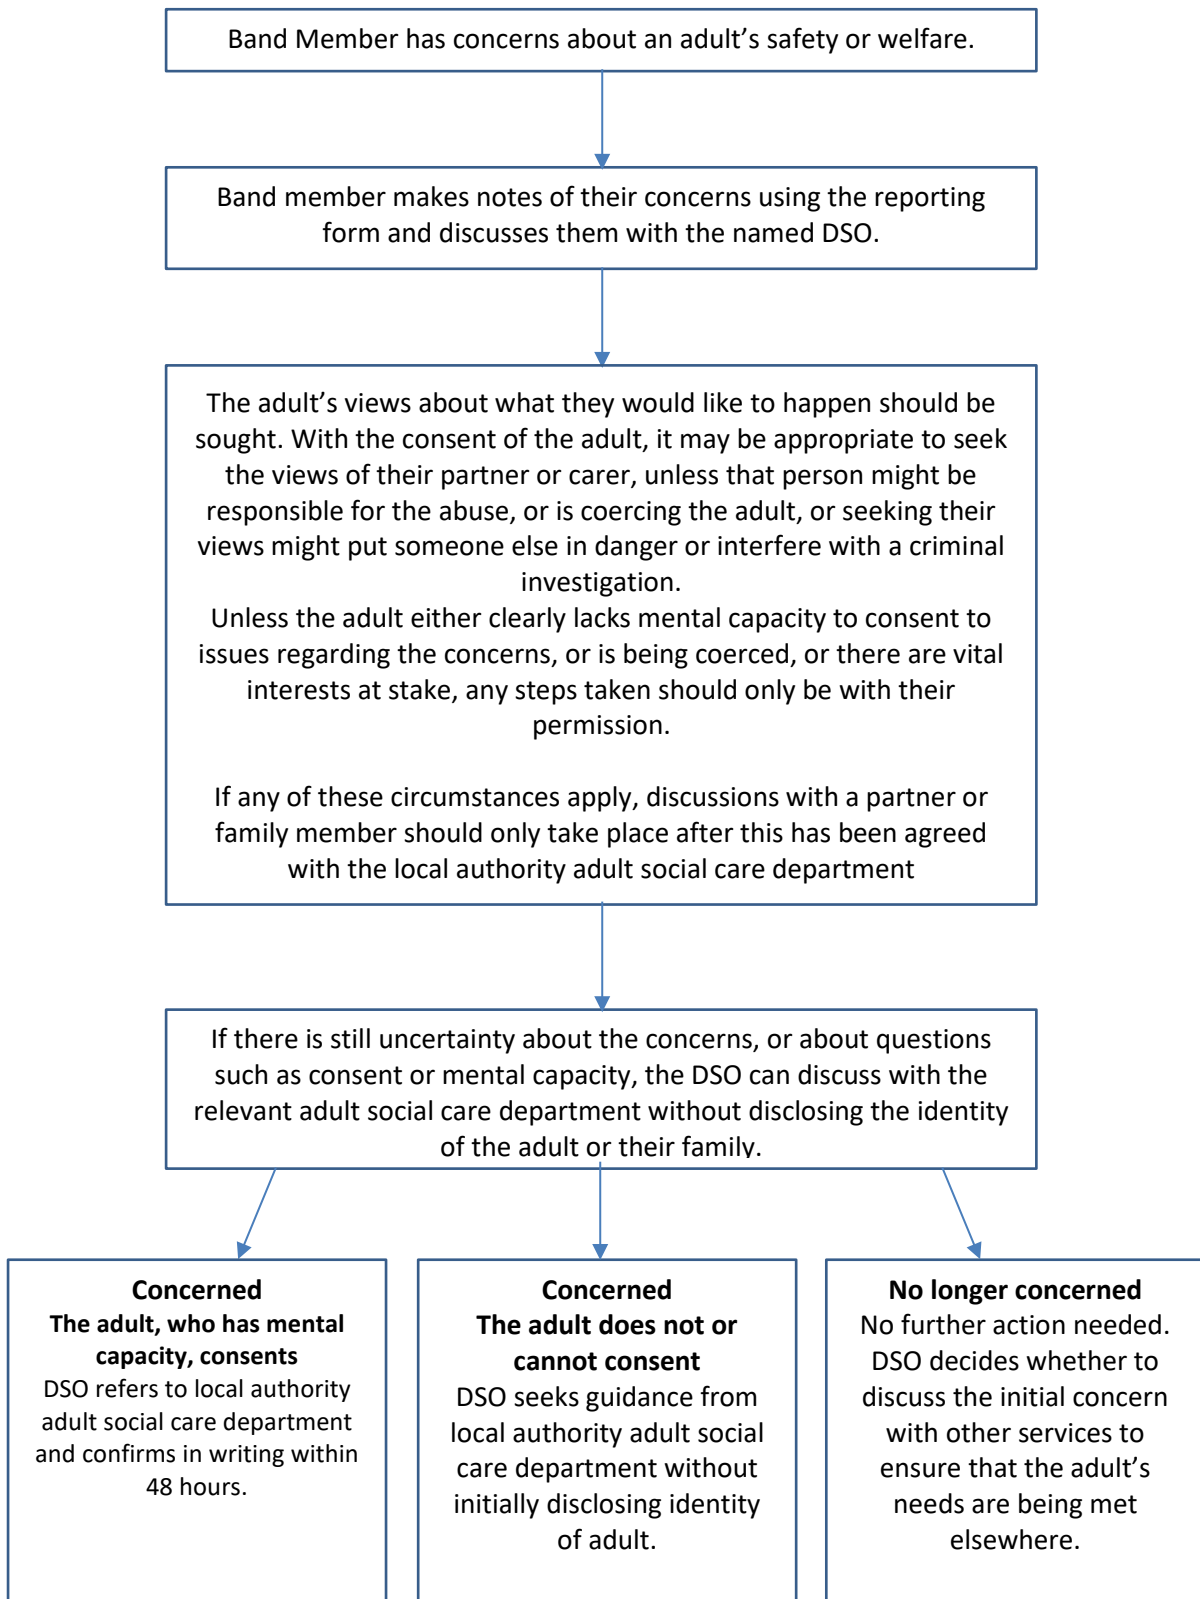 Band Member has concerns about an adult’s safety or welfare.
Band member makes notes of their concerns using the reporting
form and discusses them with the named DSO.
The adult’s views about what they would like to happen should be
sought. With the consent of the adult, it may be appropriate to seek
the views of their partner or carer, unless that person might be
responsible for the abuse, or is coercing the adult, or seeking their
views might put someone else in danger or interfere with a criminal
investigation.
Unless the adult either clearly lacks mental capacity to consent to
issues regarding the concerns, or is being coerced, or there are vital
interests at stake, any steps taken should only be with their
permission.
If any of these circumstances apply, discussions with a partner or
family member should only take place after this has been agreed
with the local authority adult social care department
If there is still uncertainty about the concerns, or about questions
such as consent or mental capacity, the DSO can discuss with the
relevant adult social care department without disclosing the identity
of the adult or their family.
Concerned
The adult, who has mental
capacity, consents
DSO refers to local authority
adult social care department
and confirms in writing within
48 hours.
Concerned
The adult does not or
cannot consent
DSO seeks guidance from
local authority adult social
care department without
initially disclosing identity
of adult.
No longer concerned
No further action needed.
DSO decides whether to
discuss the initial concern
with other services to
ensure that the adult’s
needs are being met
elsewhere.